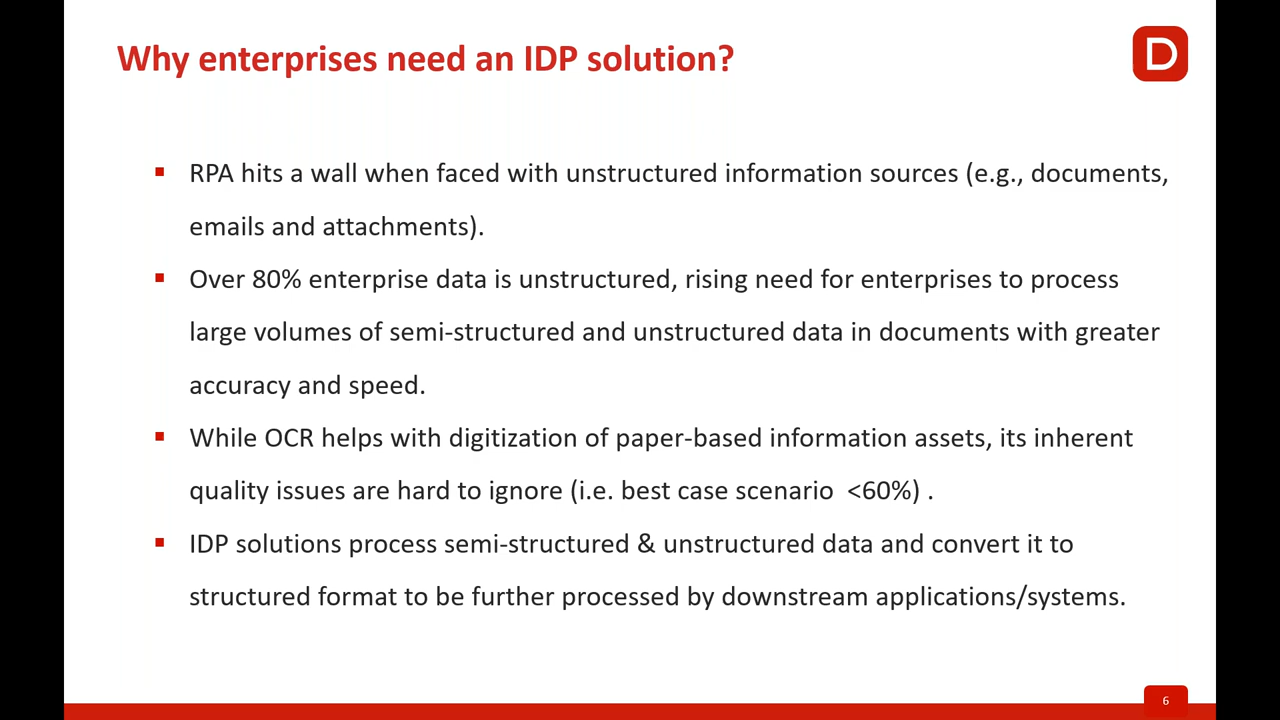 Why enterprises need an IDP solution?
D
▪ RPA hits a wall when faced with unstructured information sources (e.g., documents,
emails and attachments).
▪ Over 80% enterprise data is unstructured, rising need for enterprises to process
large volumes of semi-structured and unstructured data in documents with greater
accuracy and speed.
▪ While OCR helps with digitization of paper-based information assets, its inherent
quality issues are hard to ignore (i.e. best case scenario  <60%) .
▪ IDP solutions process semi-structured & unstructured data and convert it to
structured format to be further processed by downstream applications/systems.
6